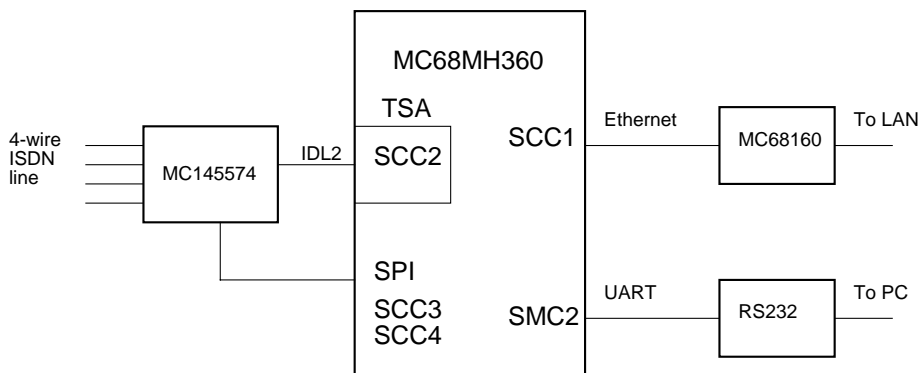 MC68MH360
TSA
SCC2
SCC1
Ethernet
MC68160
To LAN
4-wire
ISDN
line
MC145574
IDL2
SPI
SCC3
SCC4
SMC2
UART
RS232
To PC